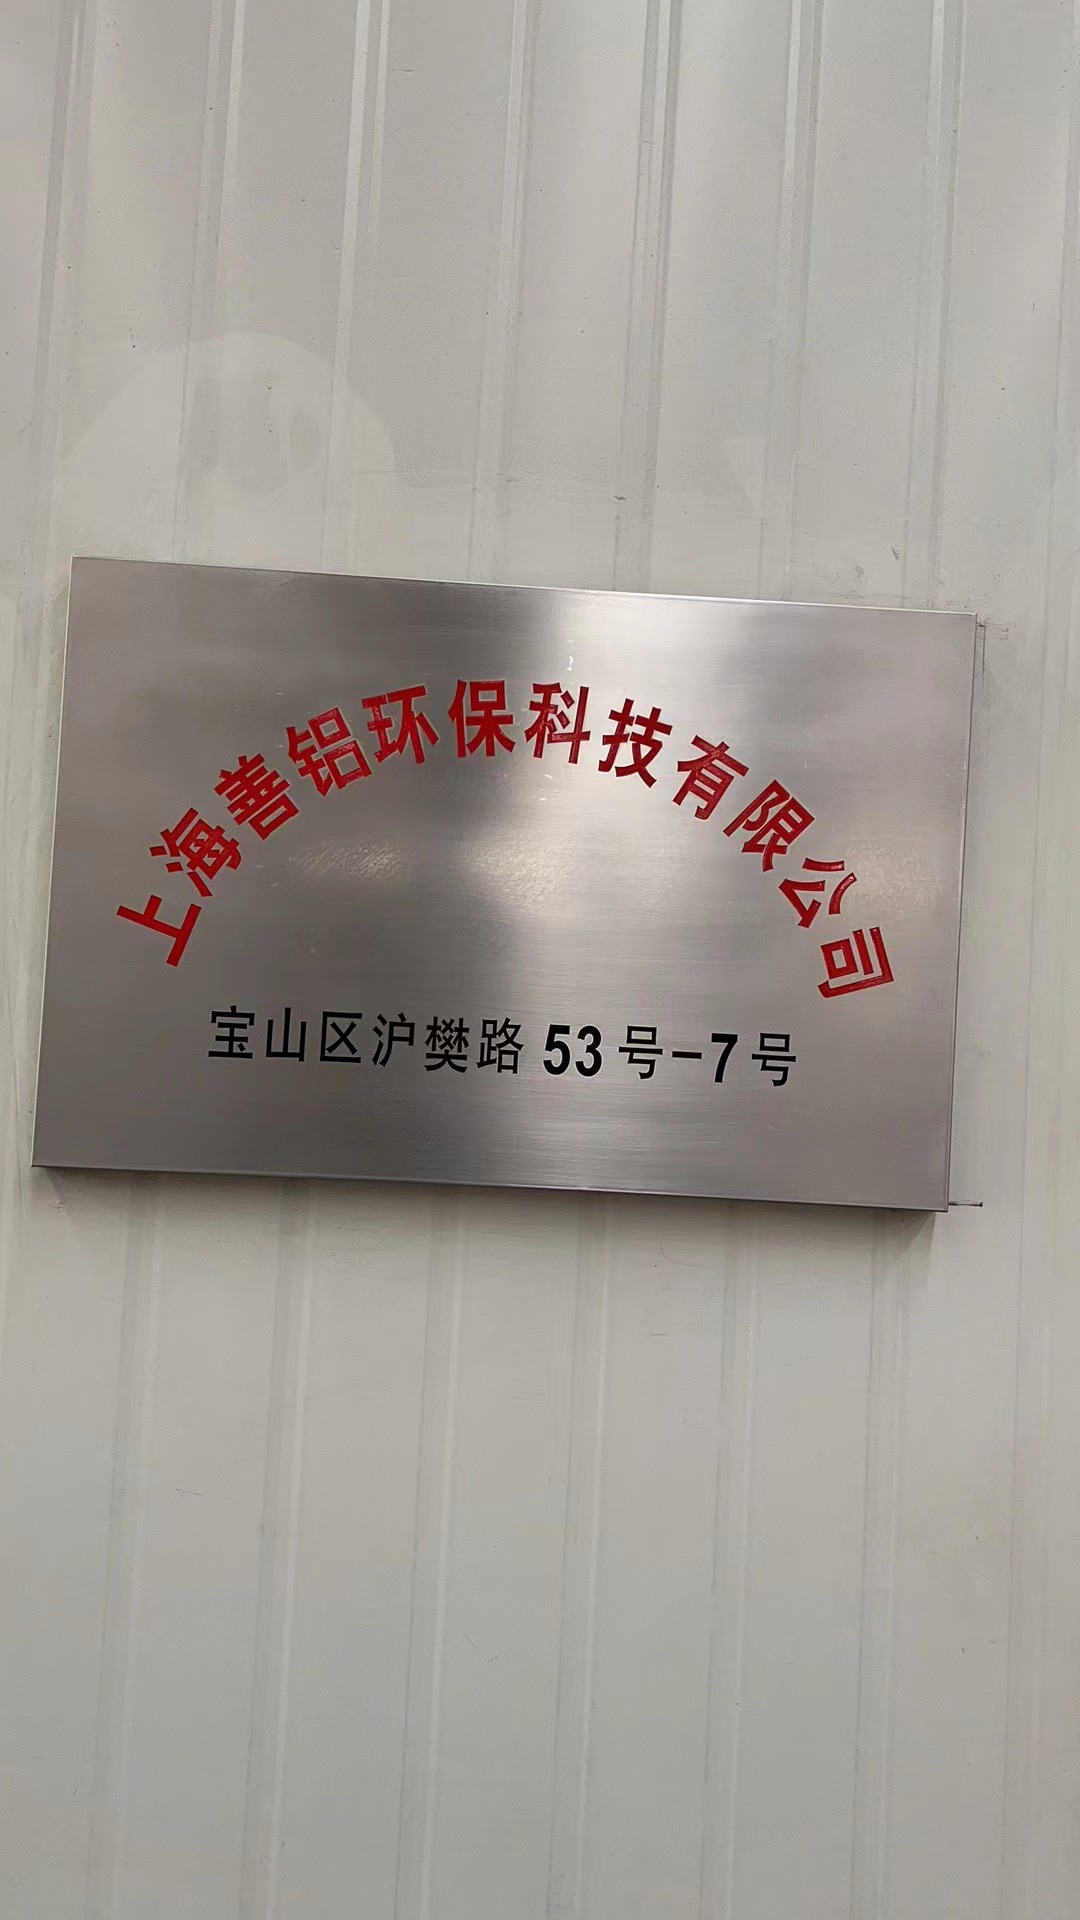 上海善铝环保科技有限公司
宝山区沪樊路53号-7号